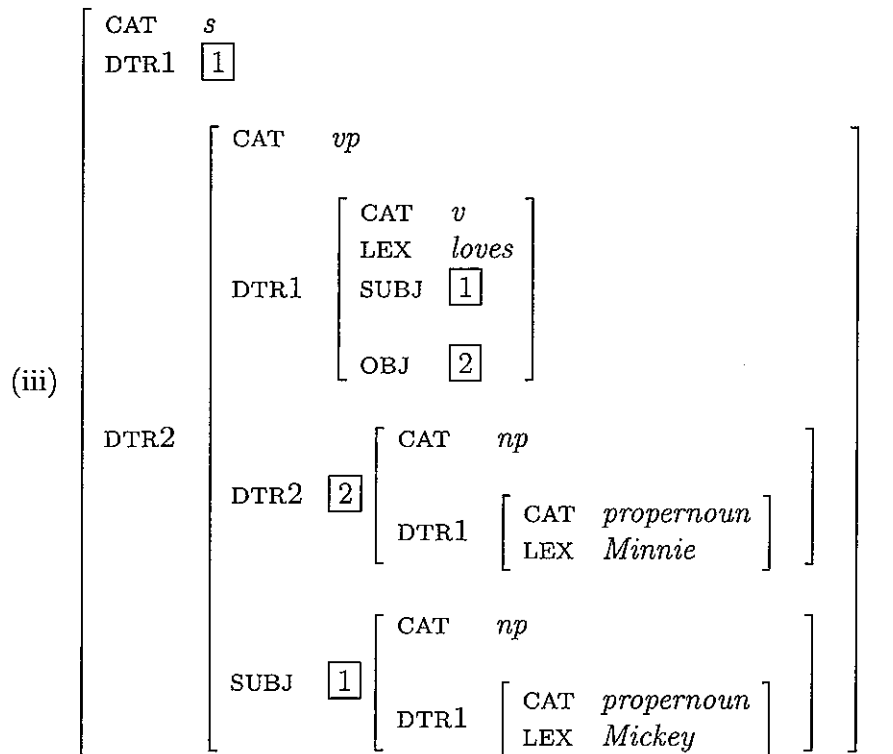 CAT s
DTR1 1
CAT vp
CAT v
LEX loves
DTR1 SUBJ 1
OBJ 2
(iii)
DTR2 CAT np
DTR2 2
DTR1 CAT propernoun
LEX Minnie
CAT np
SUBJ 1
DTR1 CAT propernoun
LEX Mickey